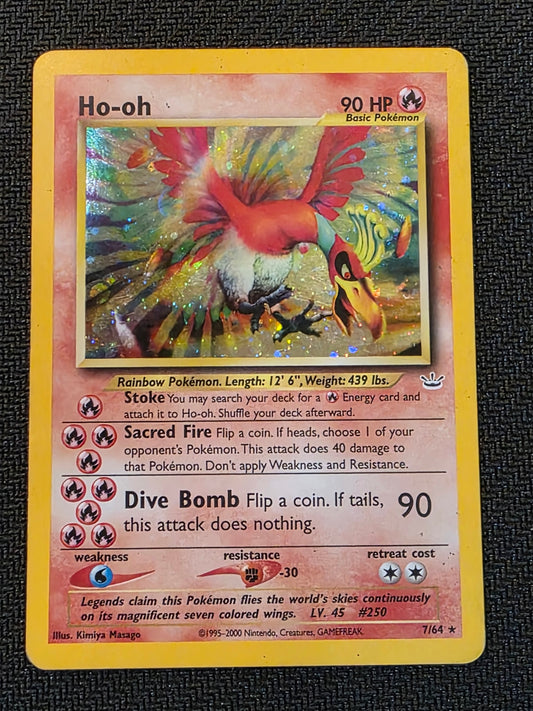 Ho-oh
90 HP
Basic Pokémon
Rainbow Pokémon. Length: 12' 6", Weight: 439 lbs.
Stoke You may search your deck for a Energy card and
attach it to Ho-oh. Shuffle your deck afterward.
Sacred Fire Flip a coin. If heads, choose 1 of your
opponent's Pokémon. This attack does 40 damage to
that Pokémon. Don't apply Weakness and Resistance.
Dive Bomb Flip a coin. If tails,
this attack does nothing.
90
weakness
resistance
retreat cost
-30
Legends claim this Pokémon flies the world's skies continuously
on its magnificent seven colored wings. LV. 45 #250
Illus. Kimiya Masago
©1995-2000 Nintendo, Creatures, GAMEFREAK.
7/64 ★